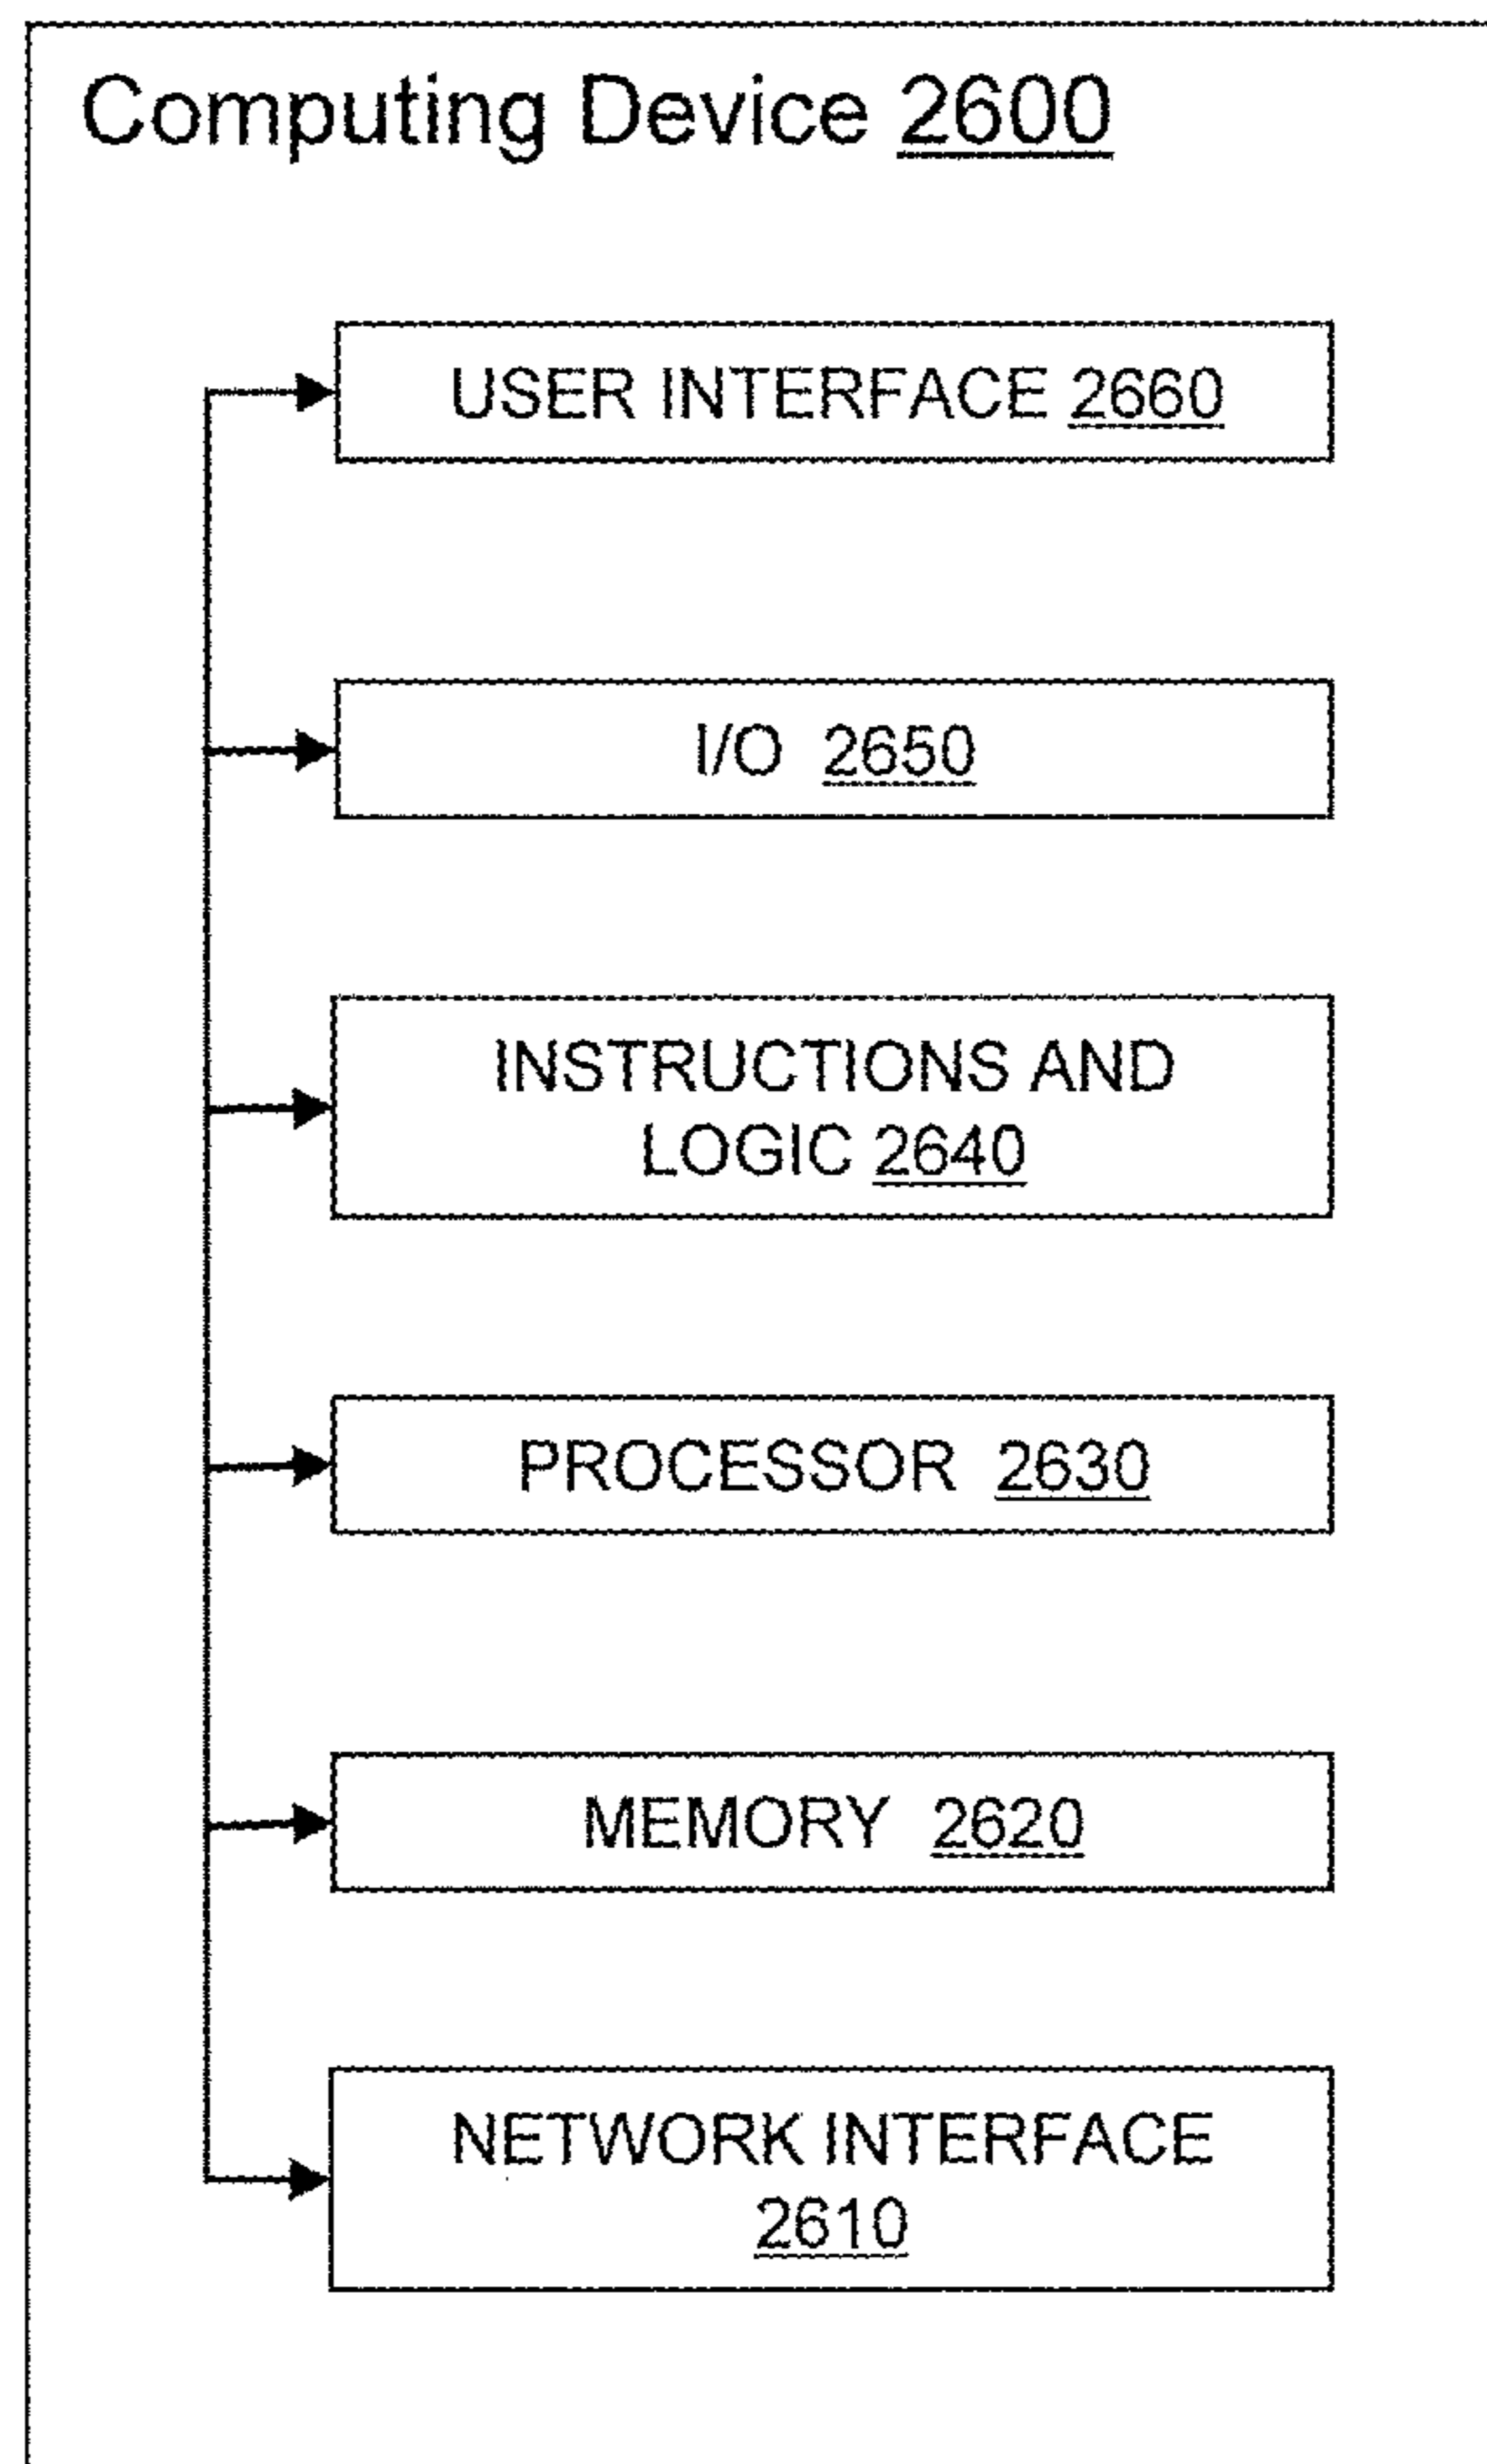 Computing Device 2600
USER INTERFACE 2660
I/O 2650
INSTRUCTIONS AND
LOGIC 2640
PROCESSOR 2630
MEMORY 2620
NETWORK INTERFACE
2610